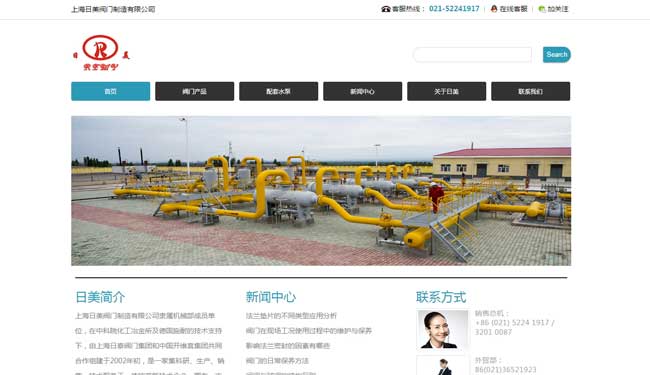 上海日美阀门制造有限公司
客服热线： 021-52241917 | 在线客服 | 加关注
日 R 美
Search
首页 阀门产品 配套水泵 新闻中心 关于日美 联系我们
日美简介
上海日美阀门制造有限公司隶属机械部成员单
位，在中科院化工冶金所及德国施耐的技术支持
下，由上海日泰阀门集团和中国开维喜集团共同
合作组建于2002年初，是一家集科研、生产、销
新闻中心
法兰垫片的不同类型应用分析
阀门在现场工况使用过程中的维护与保养
影响法兰密封的因素有哪些
阀门的日常保养方法
联系方式
销售总机：
+86 (021) 5224 1917 /
3201 0087
外贸部：
86(021)36521923